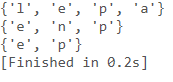 {'l', 'e', 'p', 'a'}
{'e', 'n', 'p'}
{'e', 'p'}
[Finished in 0.2s]